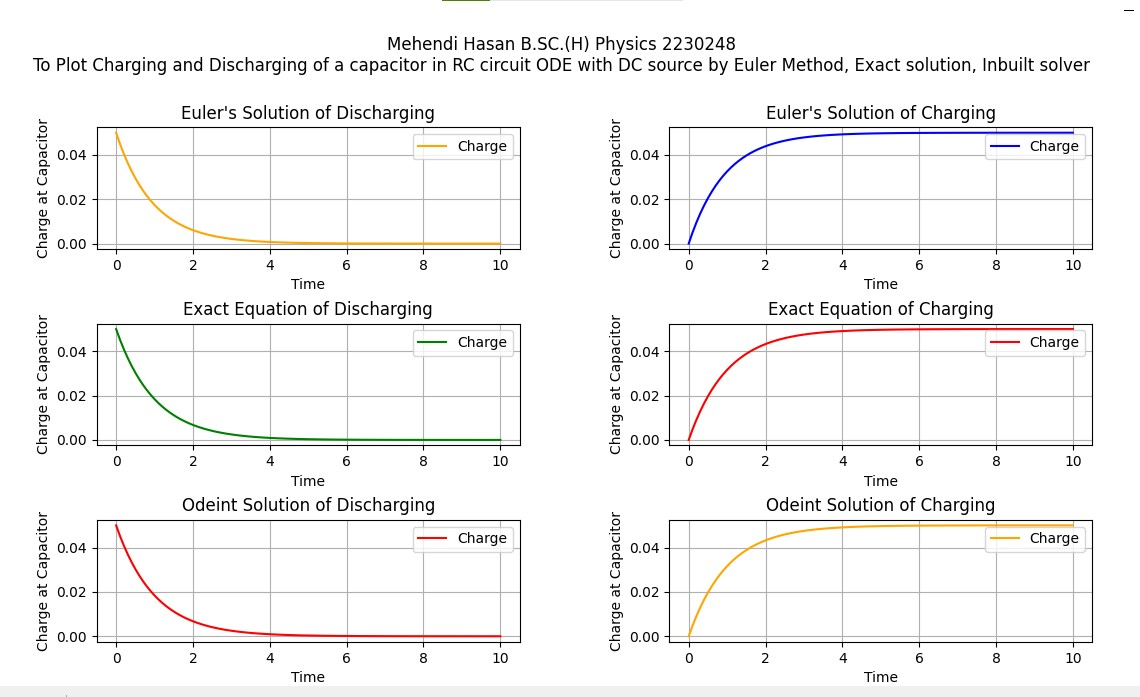 Mehendi Hasan B.SC.(H) Physics 2230248
To Plot Charging and Discharging of a capacitor in RC circuit ODE with DC source by Euler Method, Exact solution, Inbuilt solver
Euler's Solution of Discharging
Charge at Capacitor
0.04
0.02
0.00
Charge
0 2 4 6 8 10
Time
Euler's Solution of Charging
Charge at Capacitor
0.04
0.02
0.00
Charge
0 2 4 6 8 10
Time
Exact Equation of Discharging
Charge at Capacitor
0.04
0.02
0.00
Charge
0 2 4 6 8 10
Time
Exact Equation of Charging
Charge at Capacitor
0.04
0.02
0.00
Charge
0 2 4 6 8 10
Time
Odeint Solution of Discharging
Charge at Capacitor
0.04
0.02
0.00
Charge
0 2 4 6 8 10
Time
Odeint Solution of Charging
Charge at Capacitor
0.04
0.02
0.00
Charge
0 2 4 6 8 10
Time